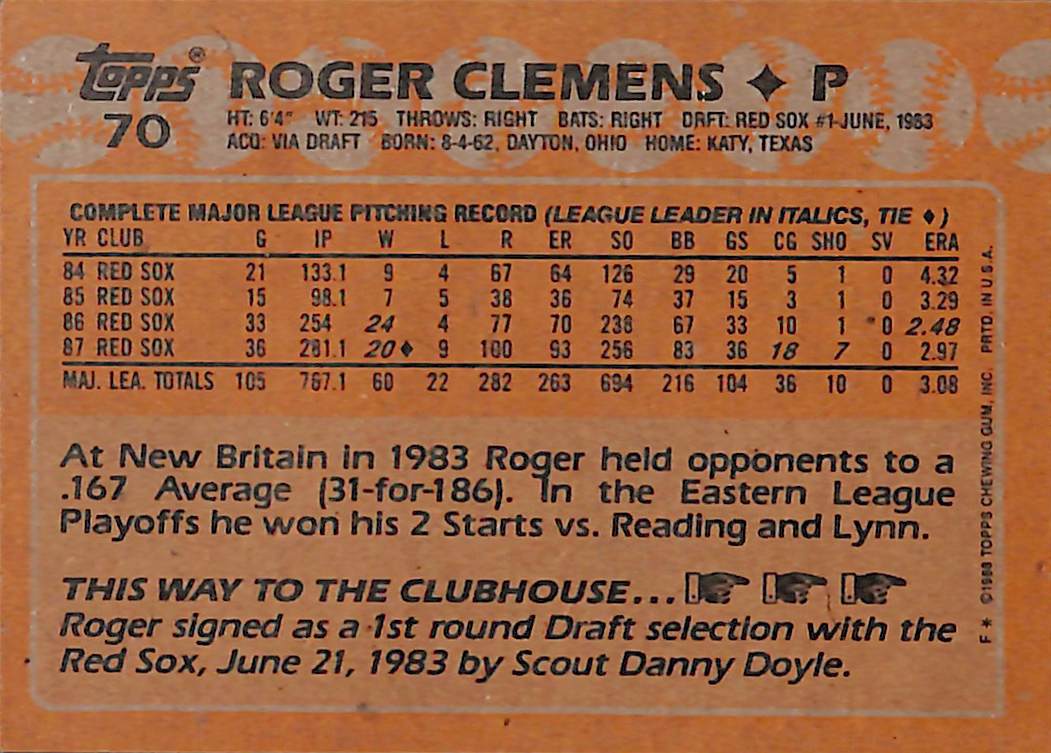 Topps® ROGER CLEMENS ♦ P
70
HT: 6'4" WT: 215 THROWS: RIGHT BATS: RIGHT DRFT: RED SOX #1-JUNE, 1983
ACQ: VIA DRAFT BORN: 8-4-62, DAYTON, OHIO HOME: KATY, TEXAS
COMPLETE MAJOR LEAGUE PITCHING RECORD (LEAGUE LEADER IN ITALICS, TIE ♦)
YR CLUB G IP W L R ER SO BB GS CG SHO SV ERA
84 RED SOX 21 133.1 9 4 67 64 126 29 20 5 1 0 4.32
85 RED SOX 15 98.1 7 5 38 36 74 37 15 3 1 0 3.29
86 RED SOX 33 254 24 4 77 70 238 67 33 10 1 0 2.48
87 RED SOX 36 281.1 20♦ 9 100 93 256 83 36 18 7 0 2.97
MAJ. LEA. TOTALS 105 767.1 60 22 282 263 694 216 104 36 10 0 3.08
At New Britain in 1983 Roger held opponents to a
.167 Average (31-for-186). In the Eastern League
Playoffs he won his 2 Starts vs. Reading and Lynn.
THIS WAY TO THE CLUBHOUSE...
Roger signed as a 1st round Draft selection with the
Red Sox, June 21, 1983 by Scout Danny Doyle.
F* ©1988 TOPPS CHEWING GUM, INC. PRTD. IN U.S.A.